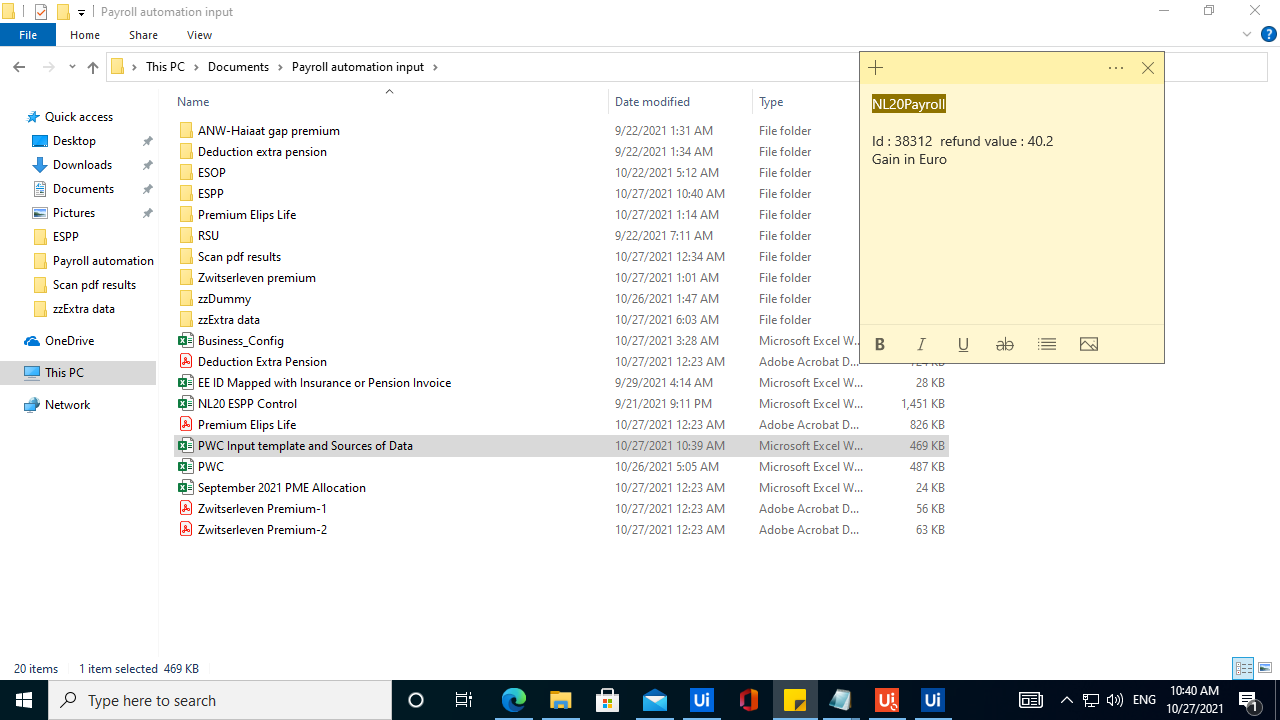 Payroll automation input
File Home Share View
This PC Documents Payroll automation input
Name Date modified Type
Quick access
Desktop
Downloads
Documents
Pictures
ESPP
Payroll automation
Scan pdf results
zzExtra data
OneDrive
This PC
Network
ANW-Haiaat gap premium 9/22/2021 1:31 AM File folder
Deduction extra pension 9/22/2021 1:34 AM File folder
ESOP 10/22/2021 5:12 AM File folder
ESPP 10/27/2021 10:40 AM File folder
Premium Elips Life 10/27/2021 1:14 AM File folder
RSU 9/22/2021 7:11 AM File folder
Scan pdf results 10/27/2021 12:34 AM File folder
Zwitserleven premium 10/27/2021 1:01 AM File folder
zzDummy 10/26/2021 1:47 AM File folder
zzExtra data 10/27/2021 6:03 AM File folder
Business_Config 10/27/2021 3:28 AM Microsoft Excel W...
Deduction Extra Pension 10/27/2021 12:23 AM Adobe Acrobat D... 124 KB
EE ID Mapped with Insurance or Pension Invoice 9/29/2021 4:14 AM Microsoft Excel W... 28 KB
NL20 ESPP Control 9/21/2021 9:11 PM Microsoft Excel W... 1,451 KB
Premium Elips Life 10/27/2021 12:23 AM Adobe Acrobat D... 826 KB
PWC Input template and Sources of Data 10/27/2021 10:39 AM Microsoft Excel W... 469 KB
PWC 10/26/2021 5:05 AM Microsoft Excel W... 487 KB
September 2021 PME Allocation 10/27/2021 12:23 AM Microsoft Excel W... 24 KB
Zwitserleven Premium-1 10/27/2021 12:23 AM Adobe Acrobat D... 56 KB
Zwitserleven Premium-2 10/27/2021 12:23 AM Adobe Acrobat D... 63 KB
NL20Payroll
Id : 38312 refund value : 40.2
Gain in Euro
B I U ab
20 items 1 item selected 469 KB
Type here to search
Ui Ui Ui
ENG
10:40 AM
10/27/2021
1